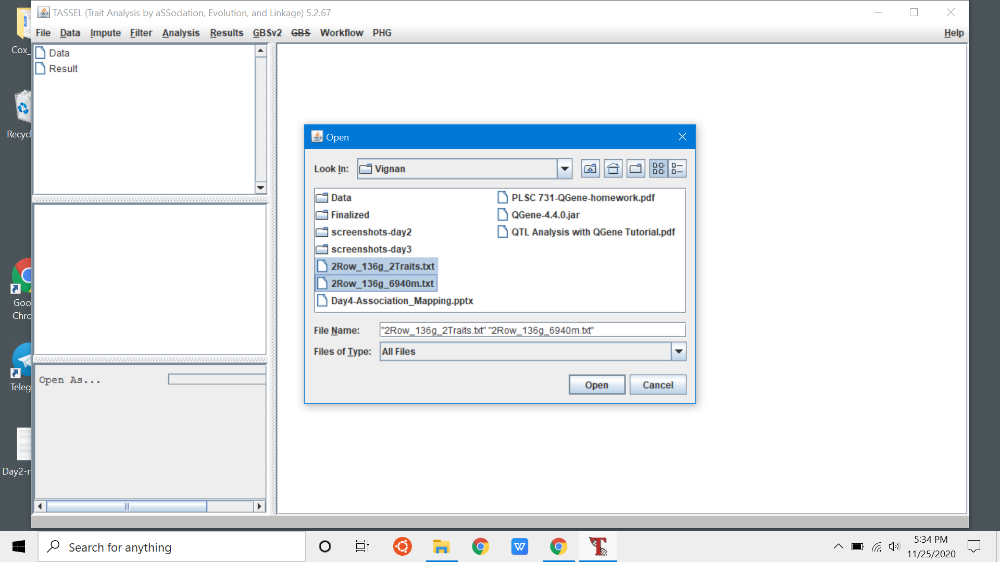 TASSEL (Trait Analysis by aSSociation, Evolution, and Linkage) 5.2.67
File Data Impute Filter Analysis Results GBSv2 GBS Workflow PHG Help
Data
Result
Cox_
Recycl
Goo
Chro
Teleg
Day2-n
Open
Look In: Vignan
Data
Finalized
screenshots-day2
screenshots-day3
2Row_136g_2Traits.txt
2Row_136g_6940m.txt
Day4-Association_Mapping.pptx
PLSC 731-QGene-homework.pdf
QGene-4.4.0.jar
QTL Analysis with QGene Tutorial.pdf
File Name: "2Row_136g_2Traits.txt" "2Row_136g_6940m.txt"
Files of Type: All Files
Open Cancel
Open As...
Search for anything
W
T
5:34 PM
11/25/2020